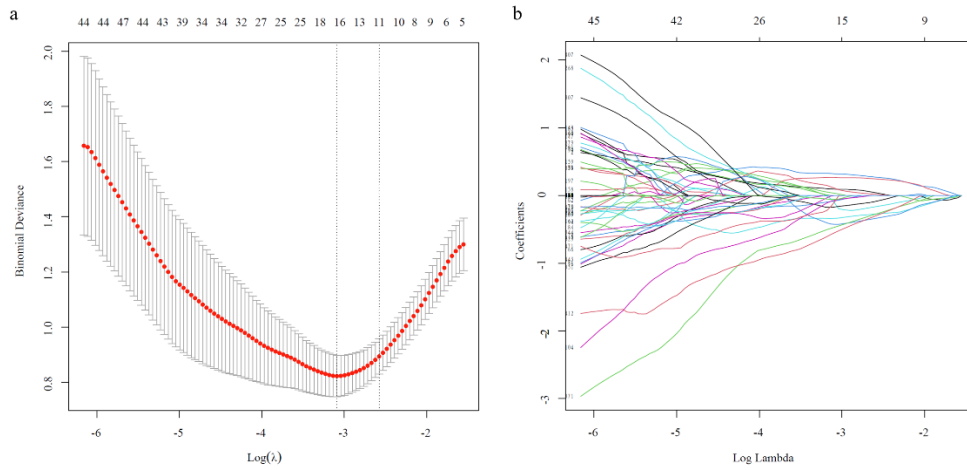 a
44 44 47 44 43 39 34 34 32 27 25 25 18 16 13 11 10 8 9 6 5
2.0
1.8
1.6
1.4
1.2
1.0
0.8
Binomial Deviance
-6 -5 -4 -3 -2
Log(λ)
b
45 42 26 15 9
2
1
0
-1
-2
-3
Coefficients
-6 -5 -4 -3 -2
Log Lambda